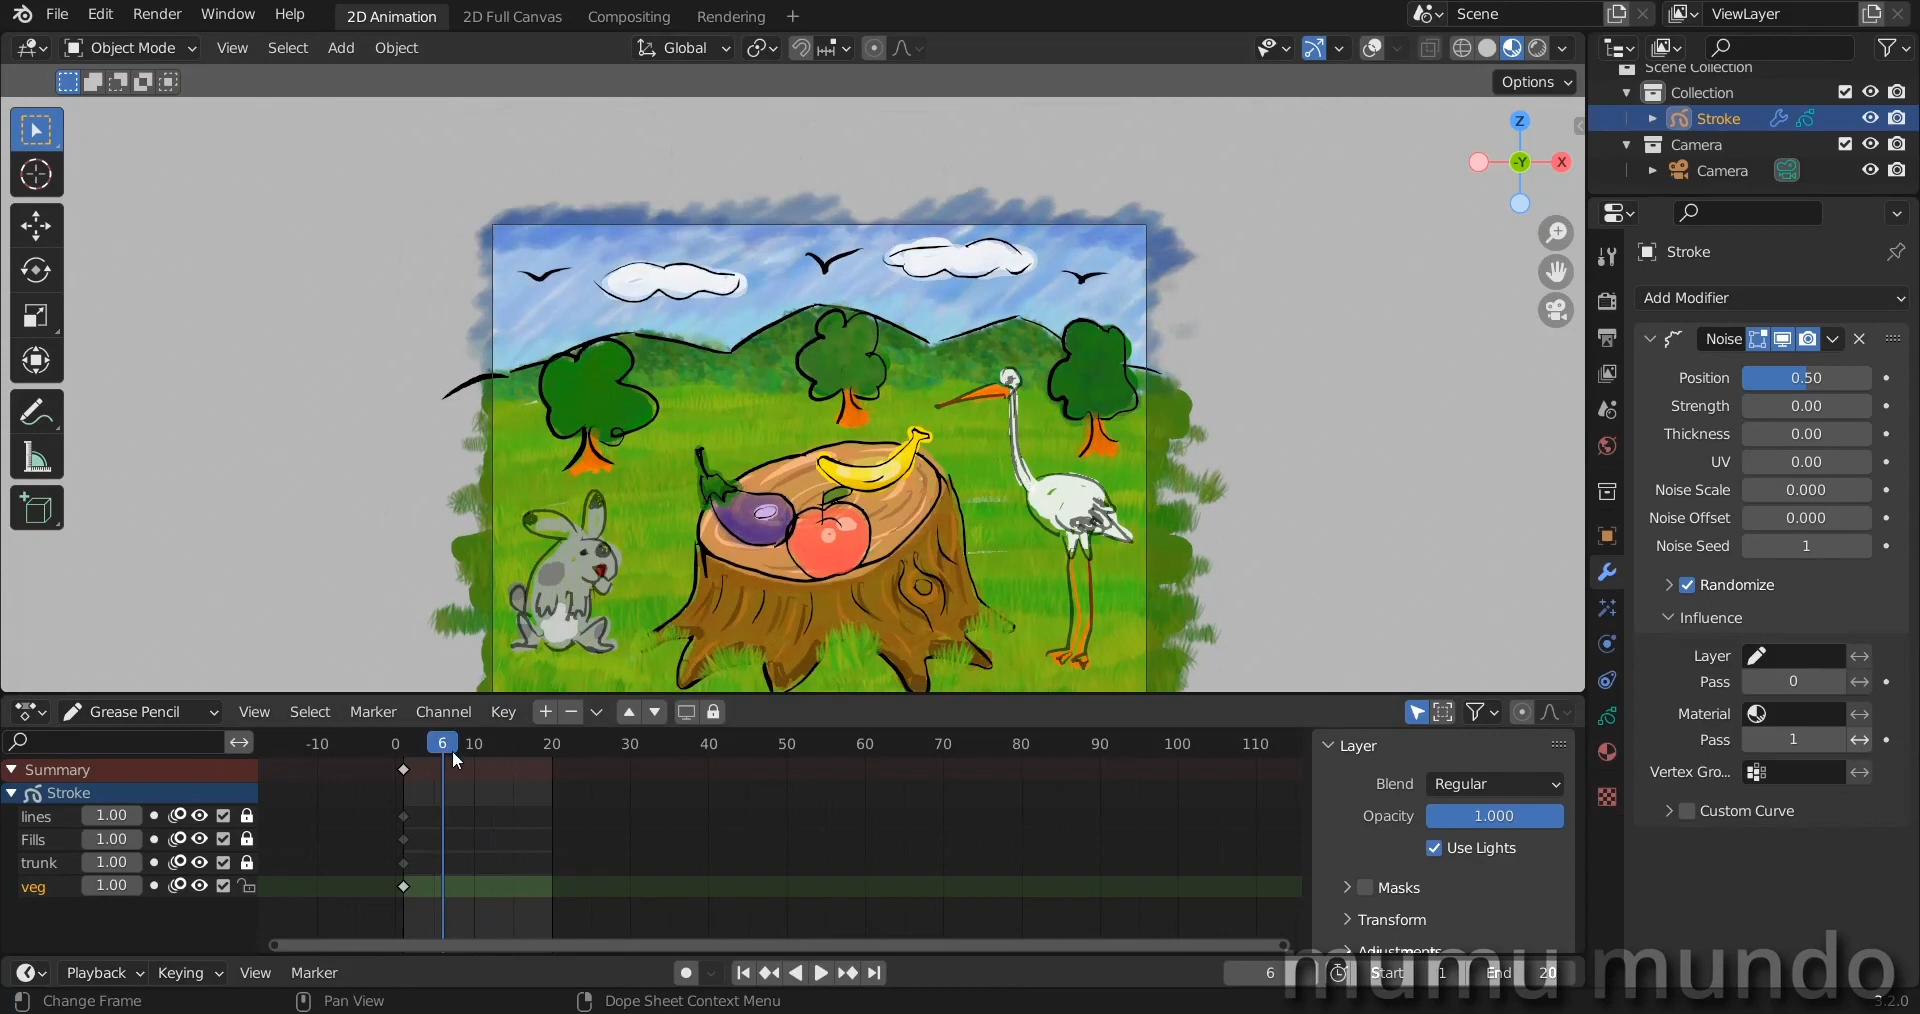 File Edit Render Window Help 2D Animation 2D Full Canvas Compositing Rendering + Scene ViewLayer
Object Mode View Select Add Object Global
Scene Collection
Options
Collection
Stroke
Camera
Camera
Z
-Y X
Stroke
Add Modifier
Noise
Position 0.50
Strength 0.00
Thickness 0.00
UV 0.00
Noise Scale 0.000
Noise Offset 0.000
Noise Seed 1
Randomize
Influence
Layer
Pass 0
Material
Pass 1
Vertex Gro...
Custom Curve
Grease Pencil View Select Marker Channel Key
-10 0 6 10 20 30 40 50 60 70 80 90 100 110
Summary
Stroke
lines 1.00
Fills 1.00
trunk 1.00
veg 1.00
Layer
Blend Regular
Opacity 1.000
Use Lights
Masks
Transform
Adjustments
mumu mundo
Playback Keying View Marker 6 Start 1 End 20
Change Frame Pan View Dope Sheet Context Menu 3.2.0